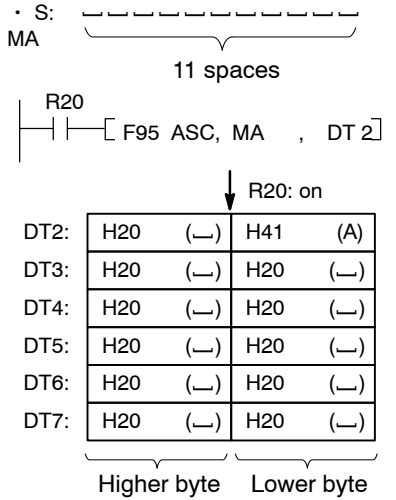 · S: ⎵ ⎵ ⎵ ⎵ ⎵ ⎵ ⎵ ⎵ ⎵ ⎵ ⎵
MA
11 spaces
R20
F95 ASC, MA , DT 2
R20: on
DT2: H20 (⎵) H41 (A)
DT3: H20 (⎵) H20 (⎵)
DT4: H20 (⎵) H20 (⎵)
DT5: H20 (⎵) H20 (⎵)
DT6: H20 (⎵) H20 (⎵)
DT7: H20 (⎵) H20 (⎵)
Higher byte Lower byte